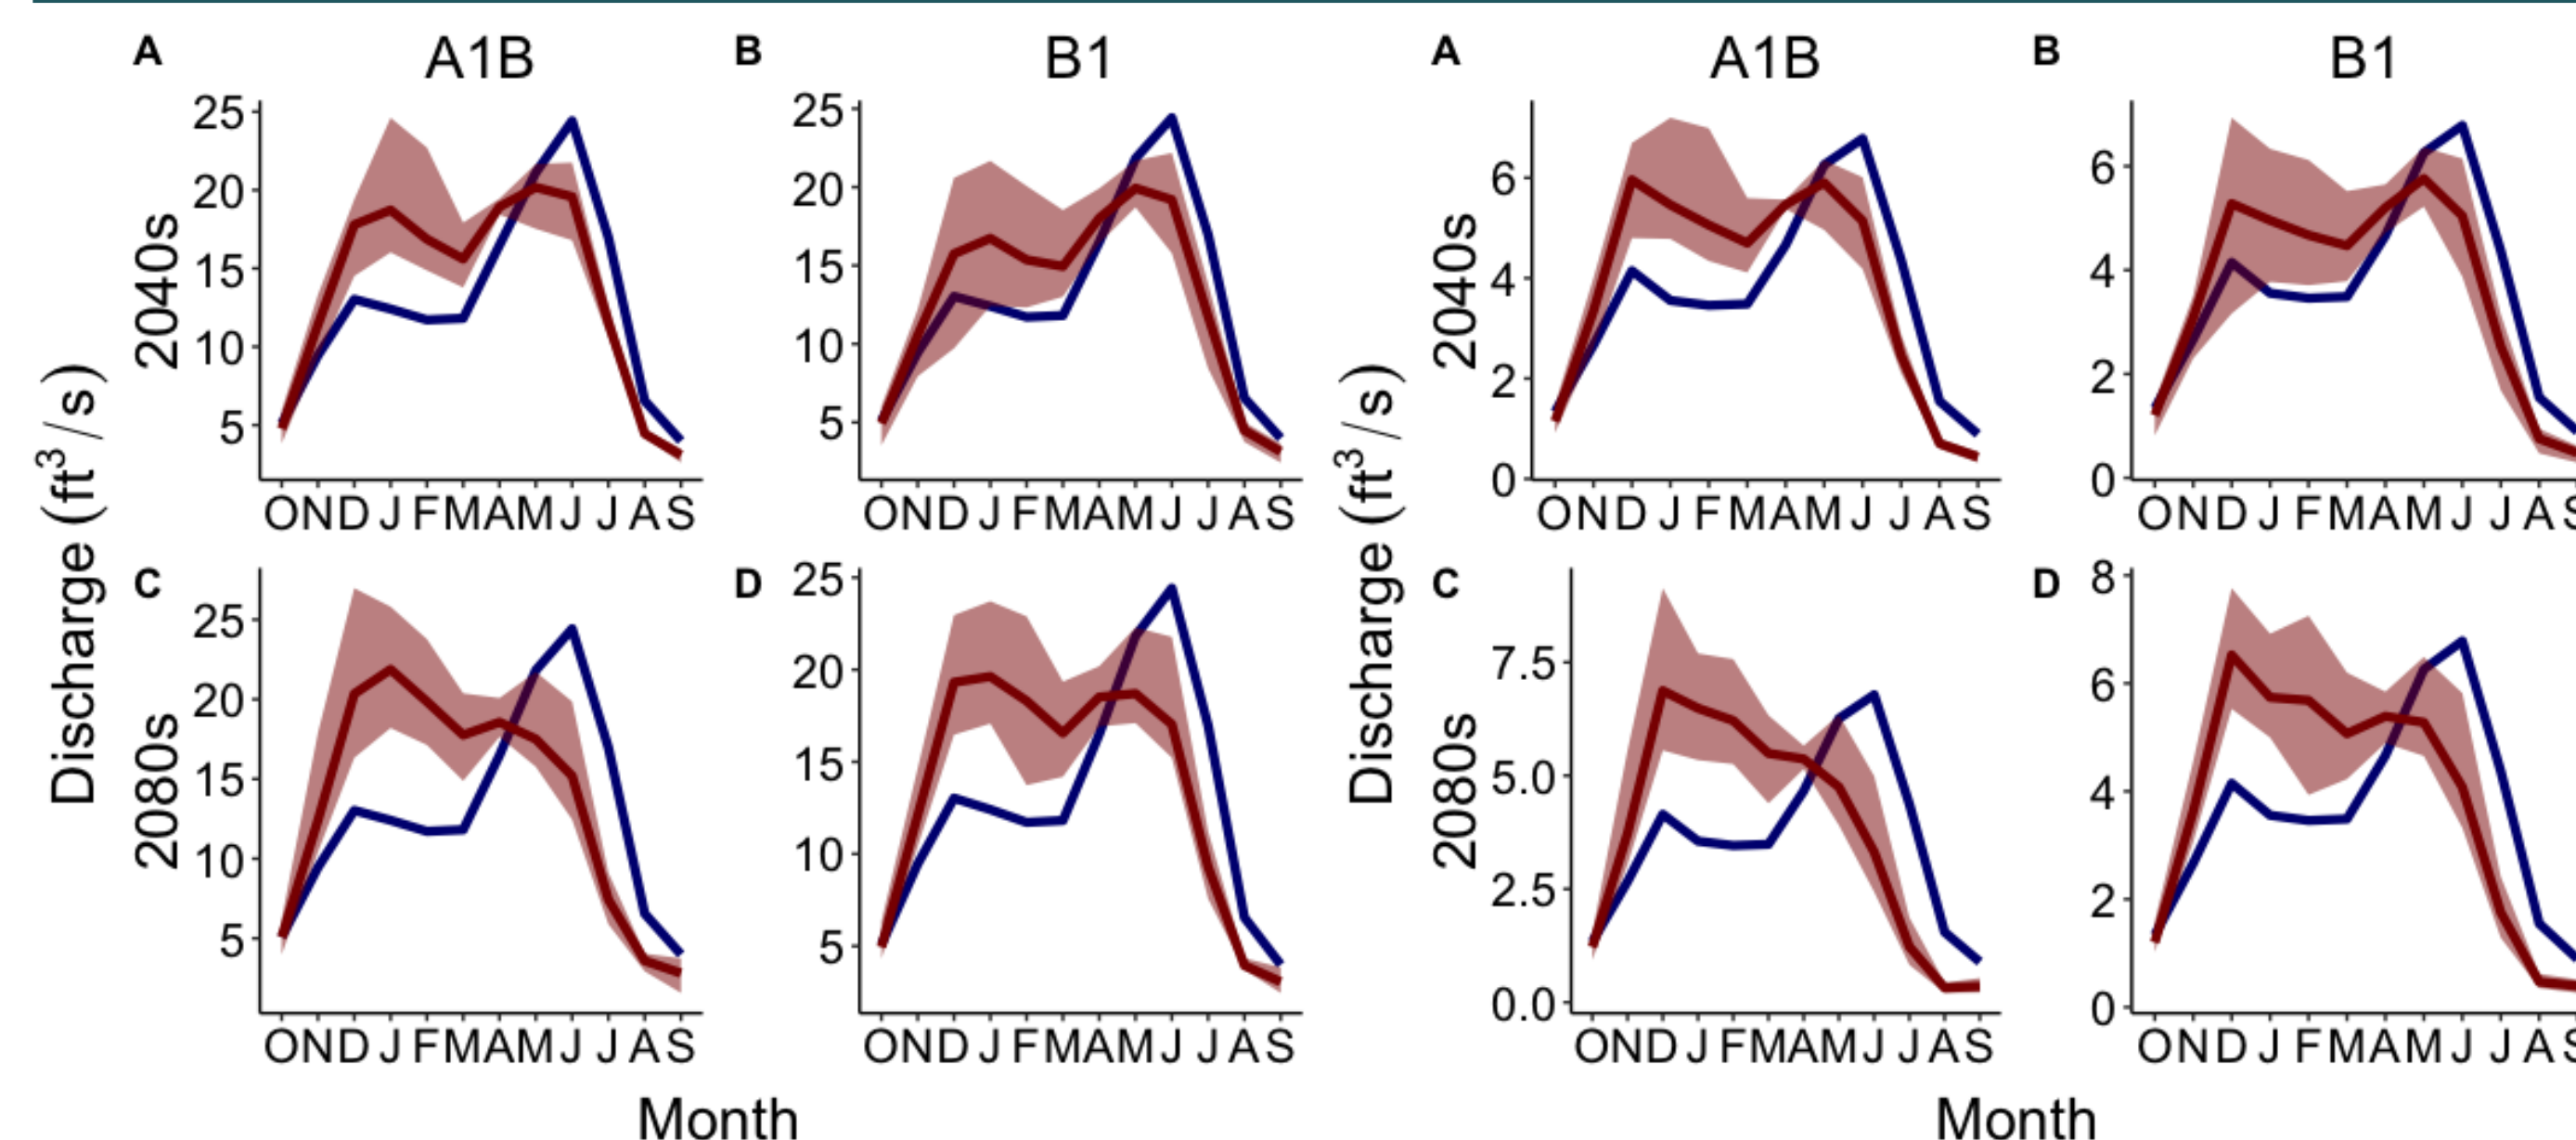 A A1B B B1 A A1B B B1
2040s 25 20 15 10 5
25 20 15 10 5
2040s 6 4 2 0
6 4 2 0
O N D J F M A M J J A S
O N D J F M A M J J A S
O N D J F M A M J J A S
O N D J F M A M J J A S
Discharge (ft³/s)
Discharge (ft³/s)
C D C D
2080s 25 20 15 10 5
25 20 15 10 5
2080s 7.5 5.0 2.5 0.0
8 6 4 2 0
O N D J F M A M J J A S
O N D J F M A M J J A S
O N D J F M A M J J A S
O N D J F M A M J J A S
Month Month